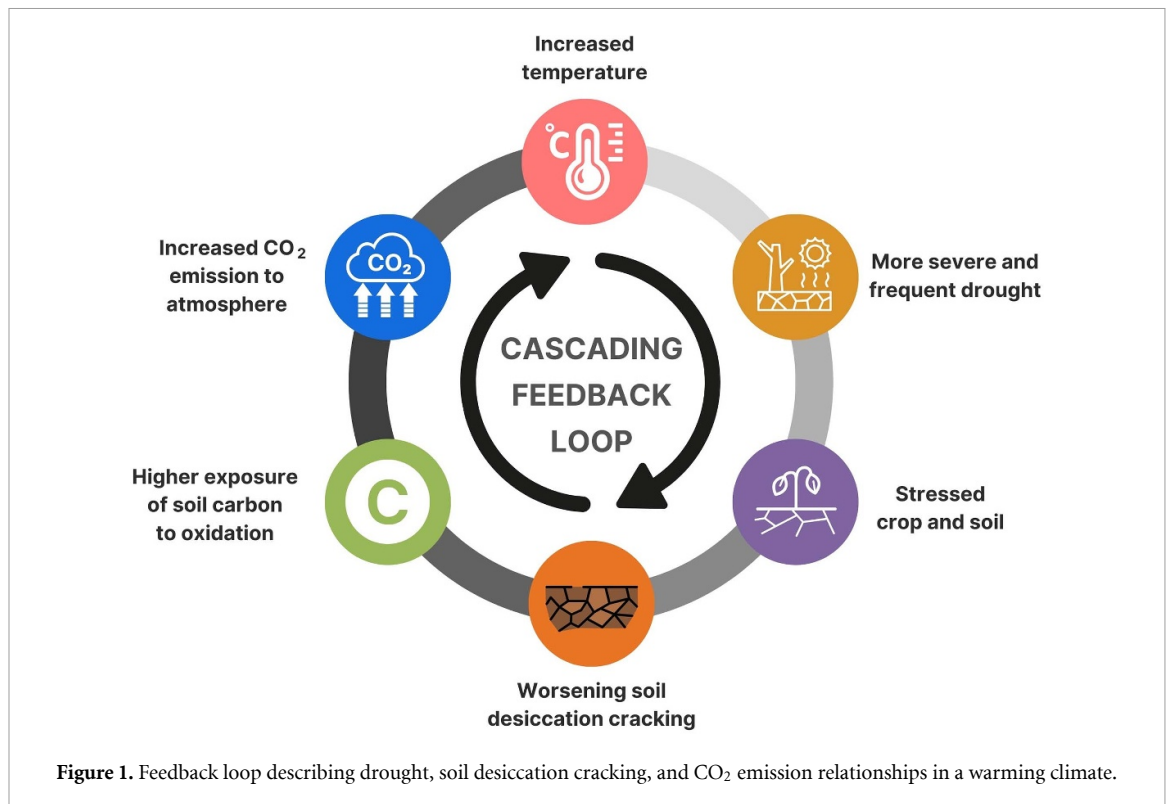 Increased
temperature
°C
More severe and
frequent drought
Stressed
crop and soil
Worsening soil
desiccation cracking
Higher exposure
of soil carbon
to oxidation
C
Increased CO₂
emission to
atmosphere
CO₂
CASCADING
FEEDBACK
LOOP
Figure 1. Feedback loop describing drought, soil desiccation cracking, and CO₂ emission relationships in a warming climate.